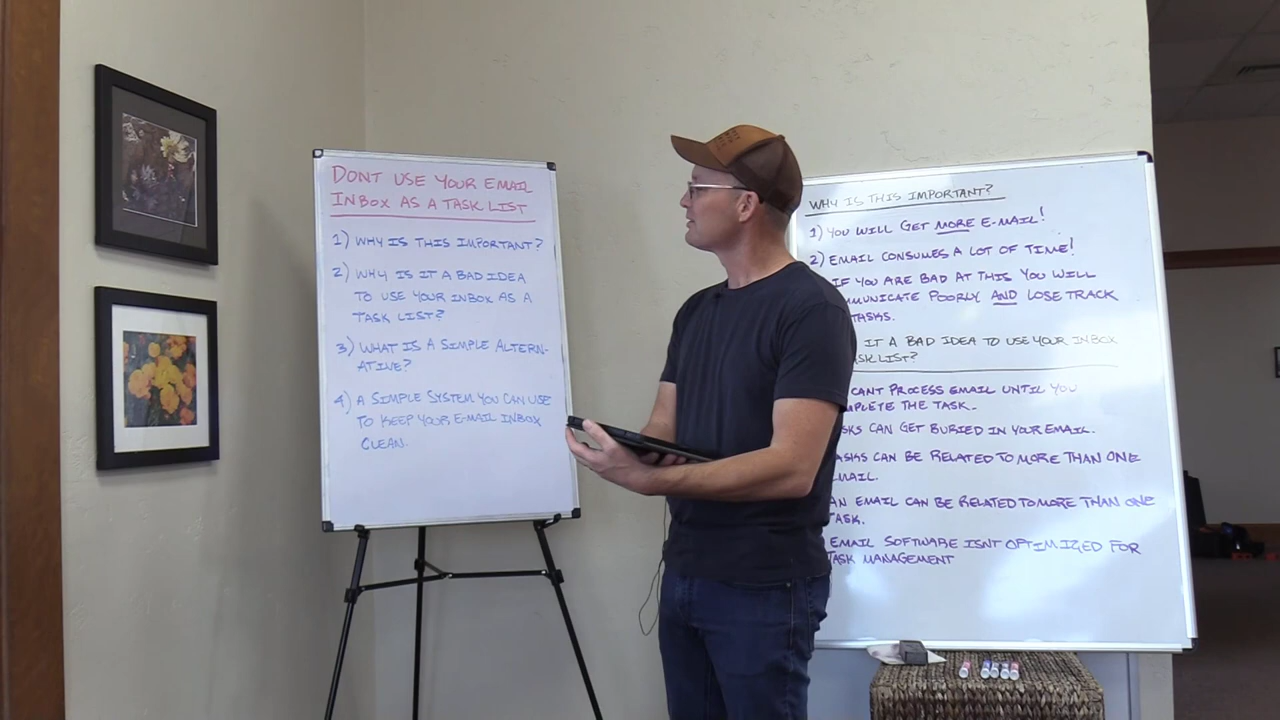 DONT USE YOUR EMAIL
INBOX AS A TASK LIST
1) WHY IS THIS IMPORTANT?
2) WHY IS IT A BAD IDEA
TO USE YOUR INBOX AS A
TASK LIST?
3) WHAT IS A SIMPLE ALTERN-
ATIVE?
4) A SIMPLE SYSTEM YOU CAN USE
TO KEEP YOUR E-MAIL INBOX
CLEAN.
WHY IS THIS IMPORTANT?
1) YOU WILL GET MORE E-MAIL!
2) EMAIL CONSUMES A LOT OF TIME!
IF YOU ARE BAD AT THIS YOU WILL
MUNICATE POORLY AND LOSE TRACK
TASKS.
IT A BAD IDEA TO USE YOUR INBOX
SK LIST?
CANT PROCESS EMAIL UNTIL YOU
MPLETE THE TASK.
SKS CAN GET BURIED IN YOUR EMAIL.
ASKS CAN BE RELATED TO MORE THAN ONE
MAIL.
AN EMAIL CAN BE RELATED TO MORE THAN ONE
TASK.
EMAIL SOFTWARE ISNT OPTIMIZED FOR
TASK MANAGEMENT